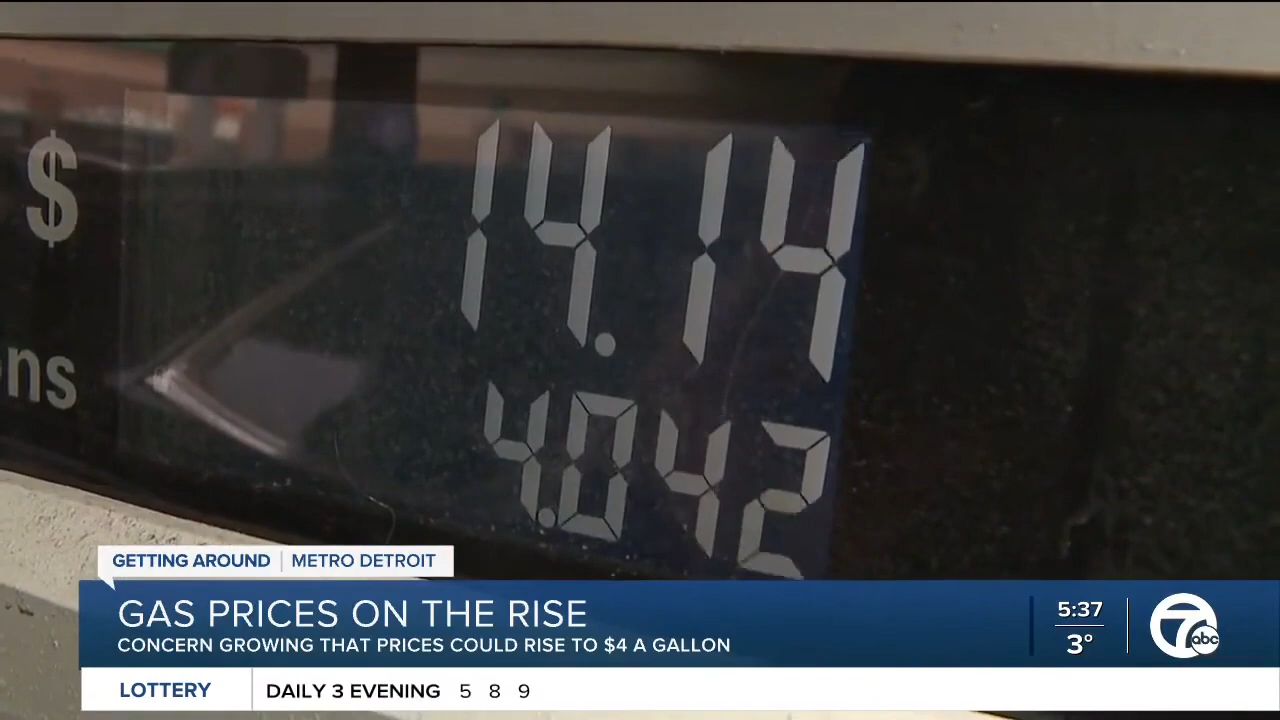 $ 14.14
ons 4.042
GETTING AROUND | METRO DETROIT
GAS PRICES ON THE RISE
CONCERN GROWING THAT PRICES COULD RISE TO $4 A GALLON
5:37
3°
7 abc
LOTTERY DAILY 3 EVENING 5 8 9